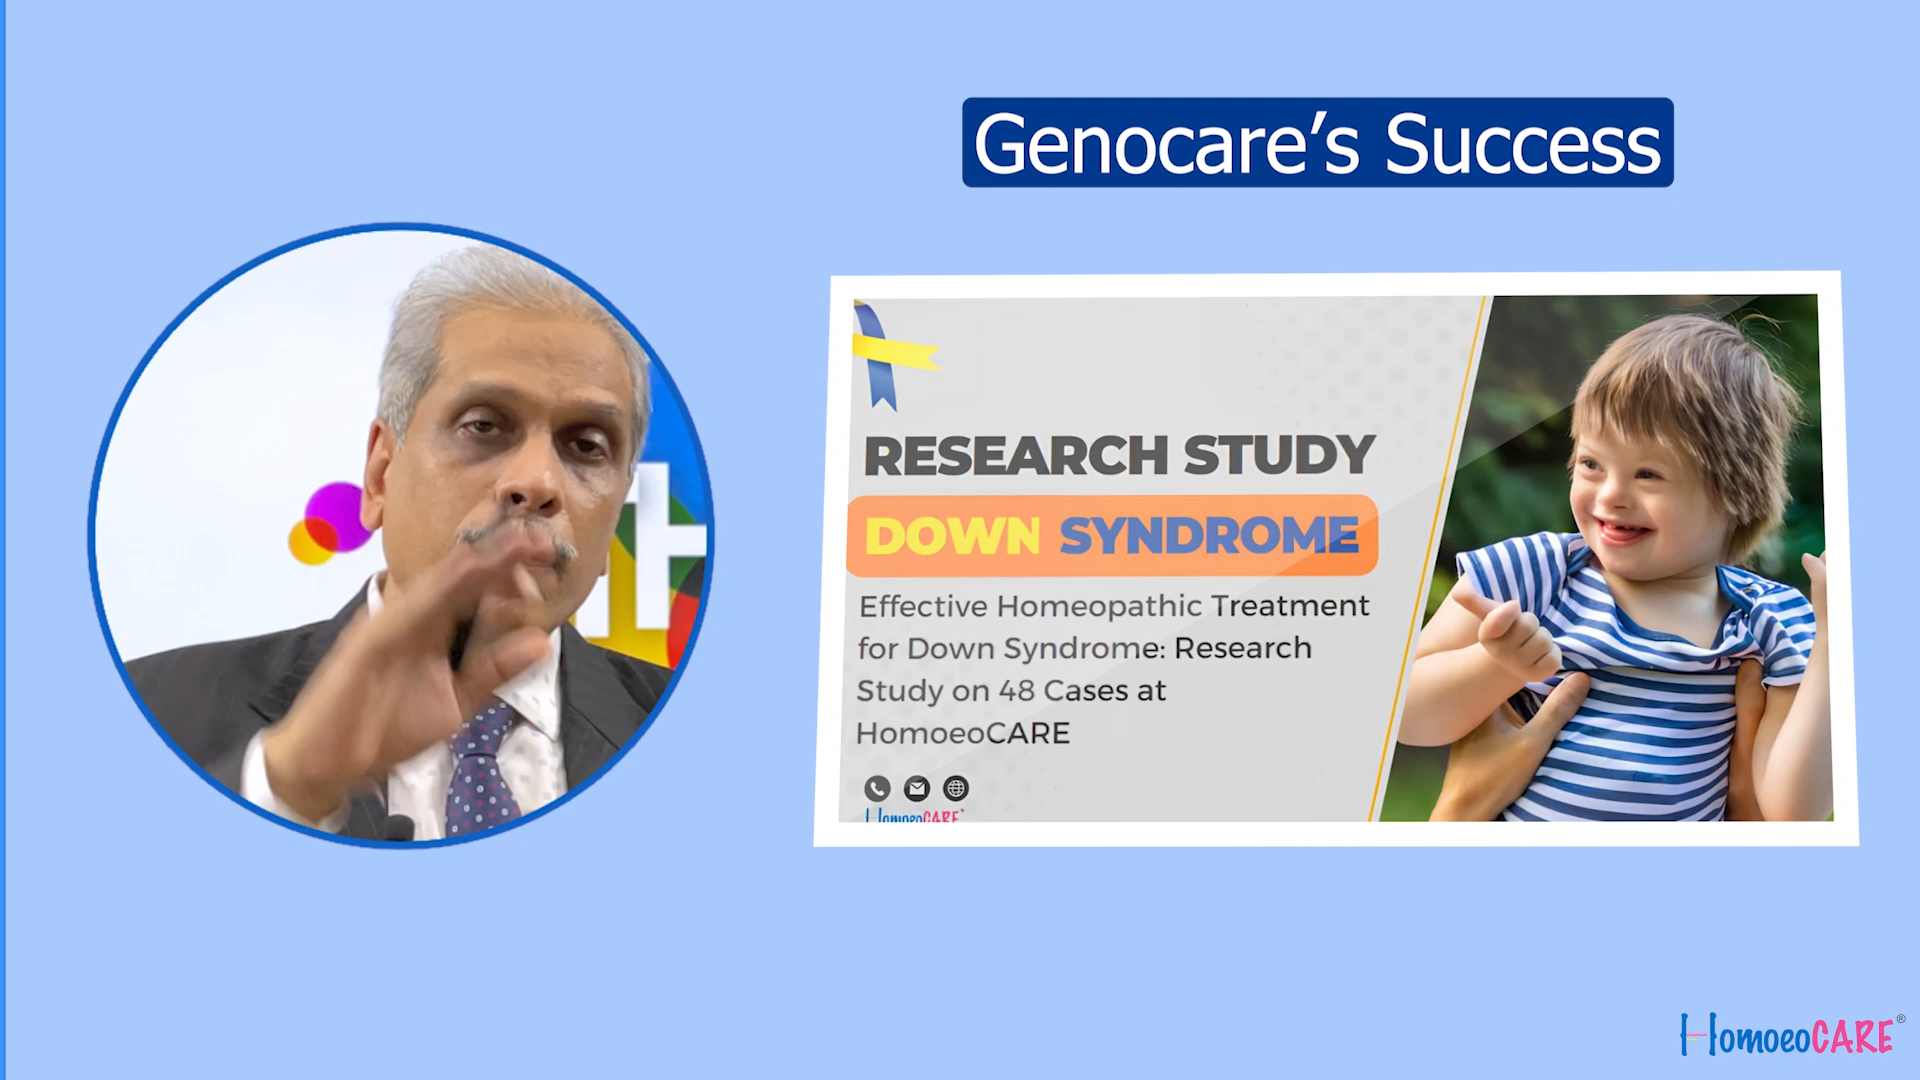 Genocare’s Success
RESEARCH STUDY
DOWN SYNDROME
Effective Homeopathic Treatment
for Down Syndrome: Research
Study on 48 Cases at
HomoeoCARE
HomoeoCARE
HomoeoCARE®